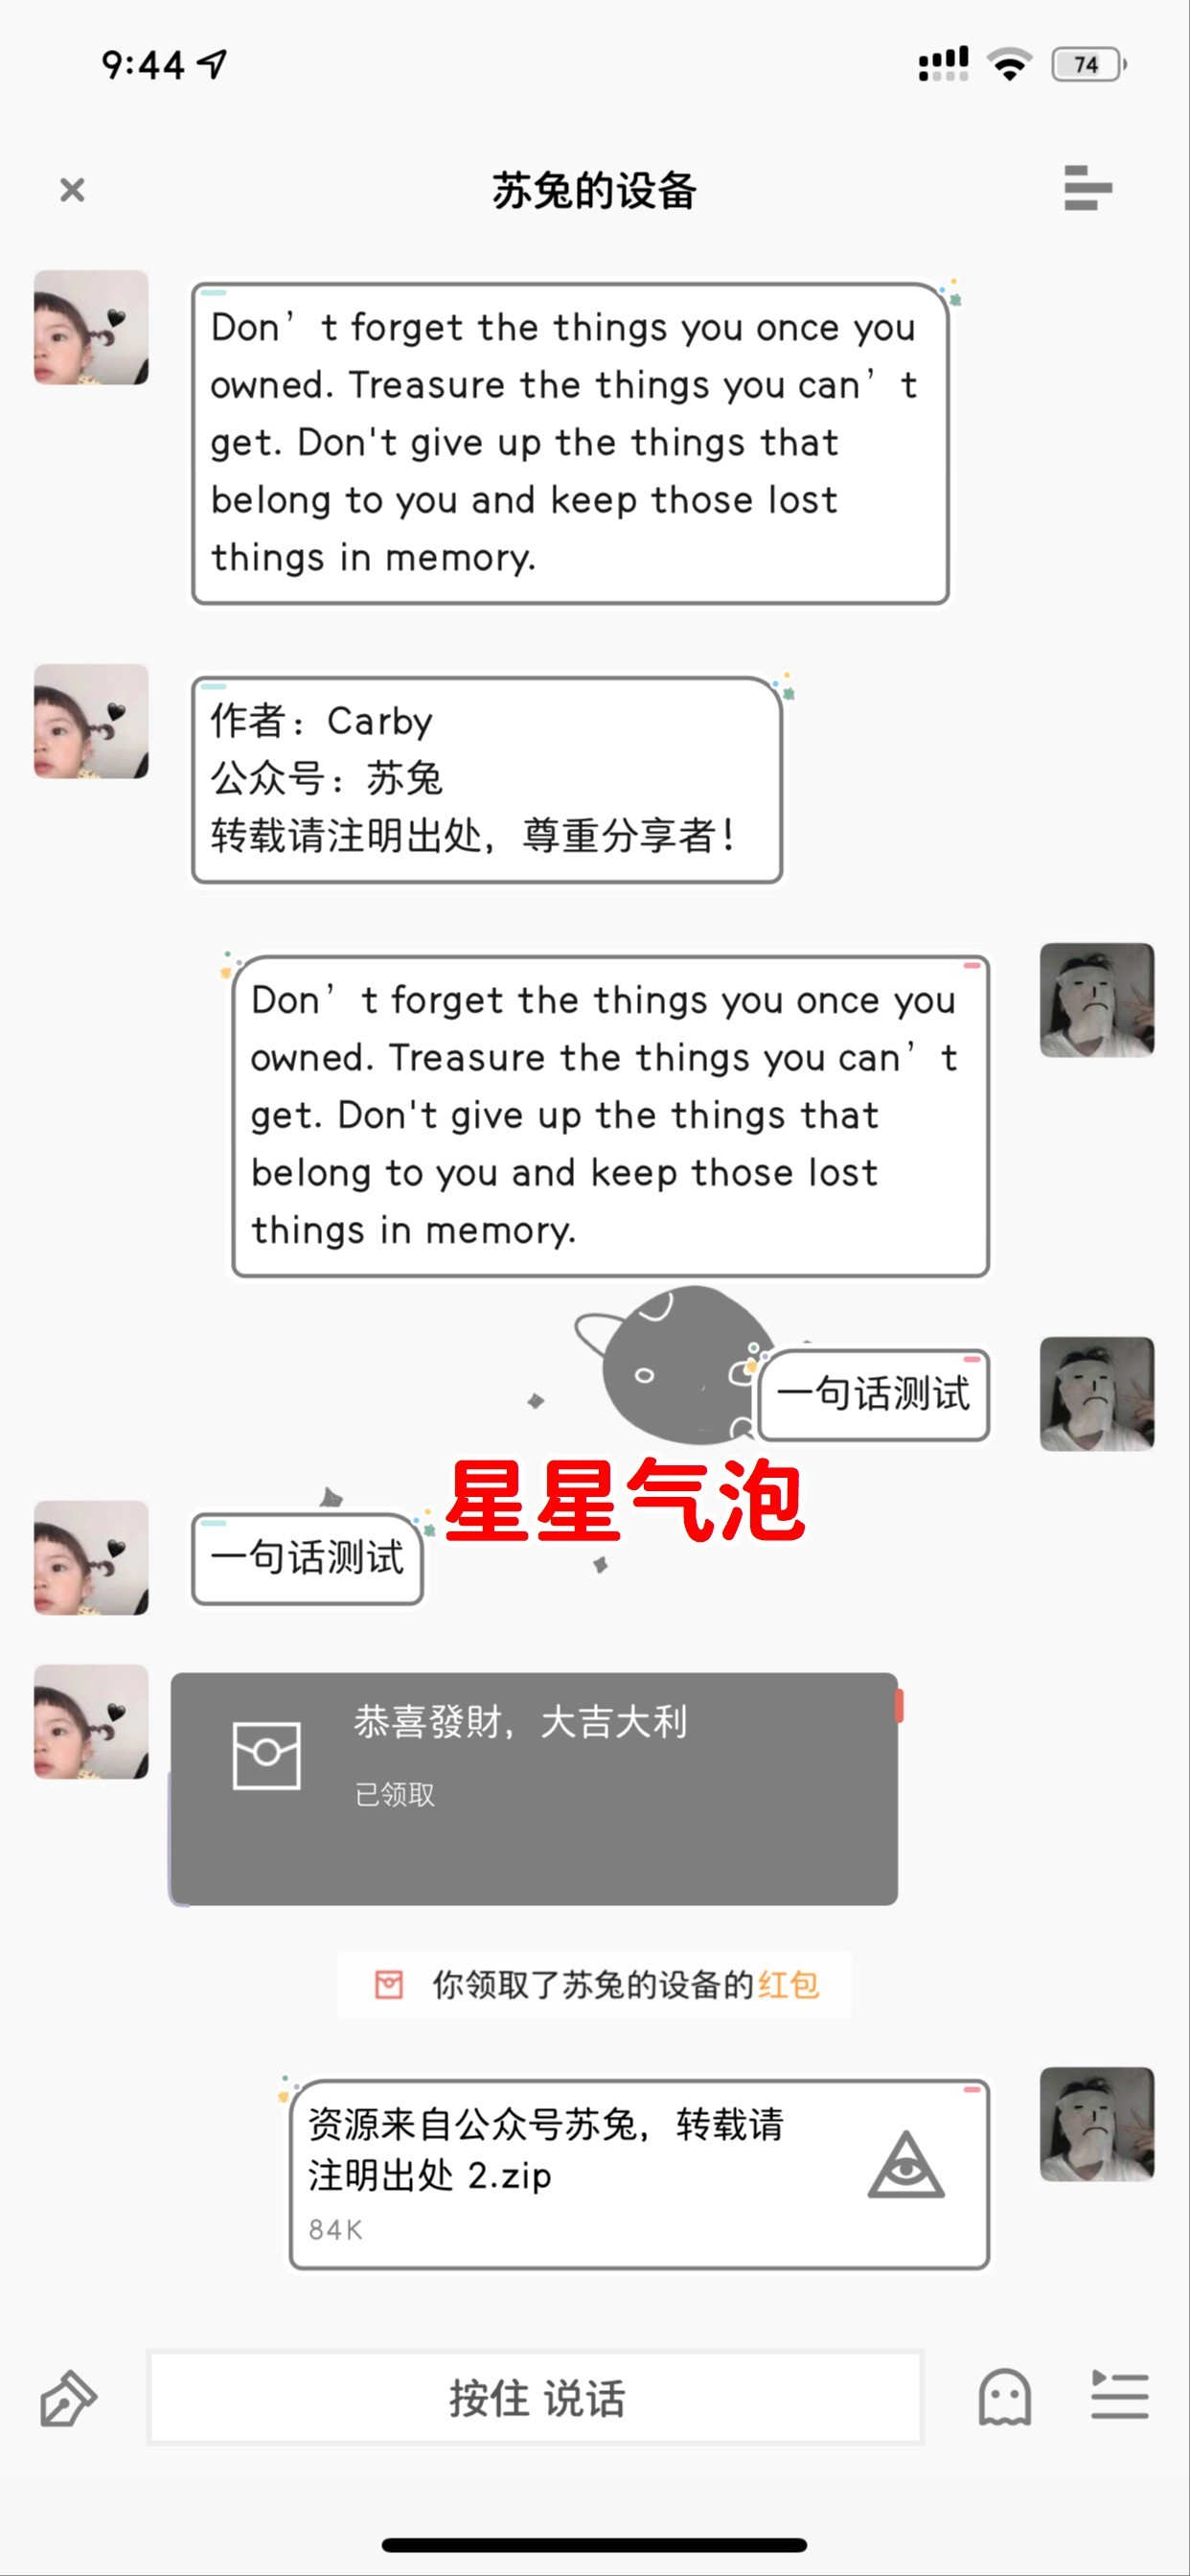 9:44
74
苏兔的设备
Don’t forget the things you once you
owned. Treasure the things you can’t
get. Don't give up the things that
belong to you and keep those lost
things in memory.
作者：Carby
公众号：苏兔
转载请注明出处，尊重分享者！
Don’t forget the things you once you
owned. Treasure the things you can’t
get. Don't give up the things that
belong to you and keep those lost
things in memory.
一句话测试
星星气泡
一句话测试
恭喜發財，大吉大利
已领取
你领取了苏兔的设备的红包
资源来自公众号苏兔，转载请
注明出处 2.zip
84K
按住 说话